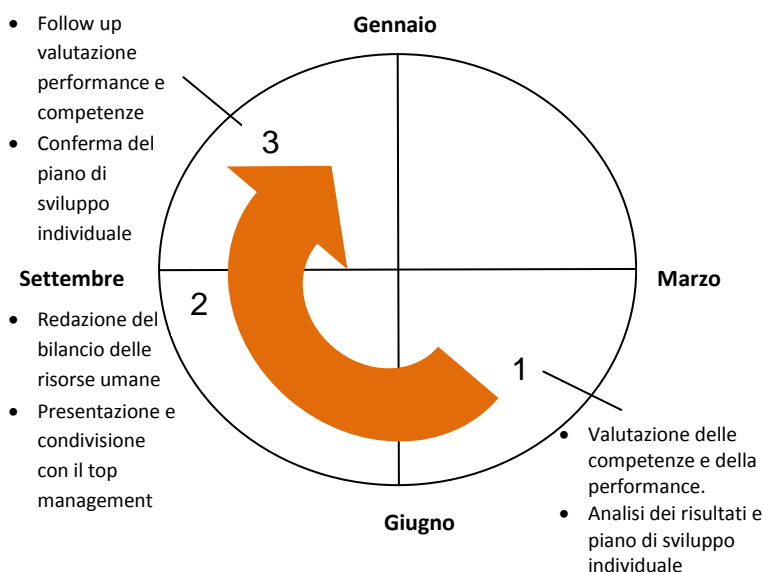 • Follow up
valutazione
performance e
competenze
• Conferma del
piano di
sviluppo
individuale
Gennaio
3
Settembre
Marzo
2
• Redazione del
bilancio delle
risorse umane
• Presentazione e
condivisione
con il top
management
1
• Valutazione delle
competenze e della
performance.
• Analisi dei risultati e
piano di sviluppo
individuale
Giugno